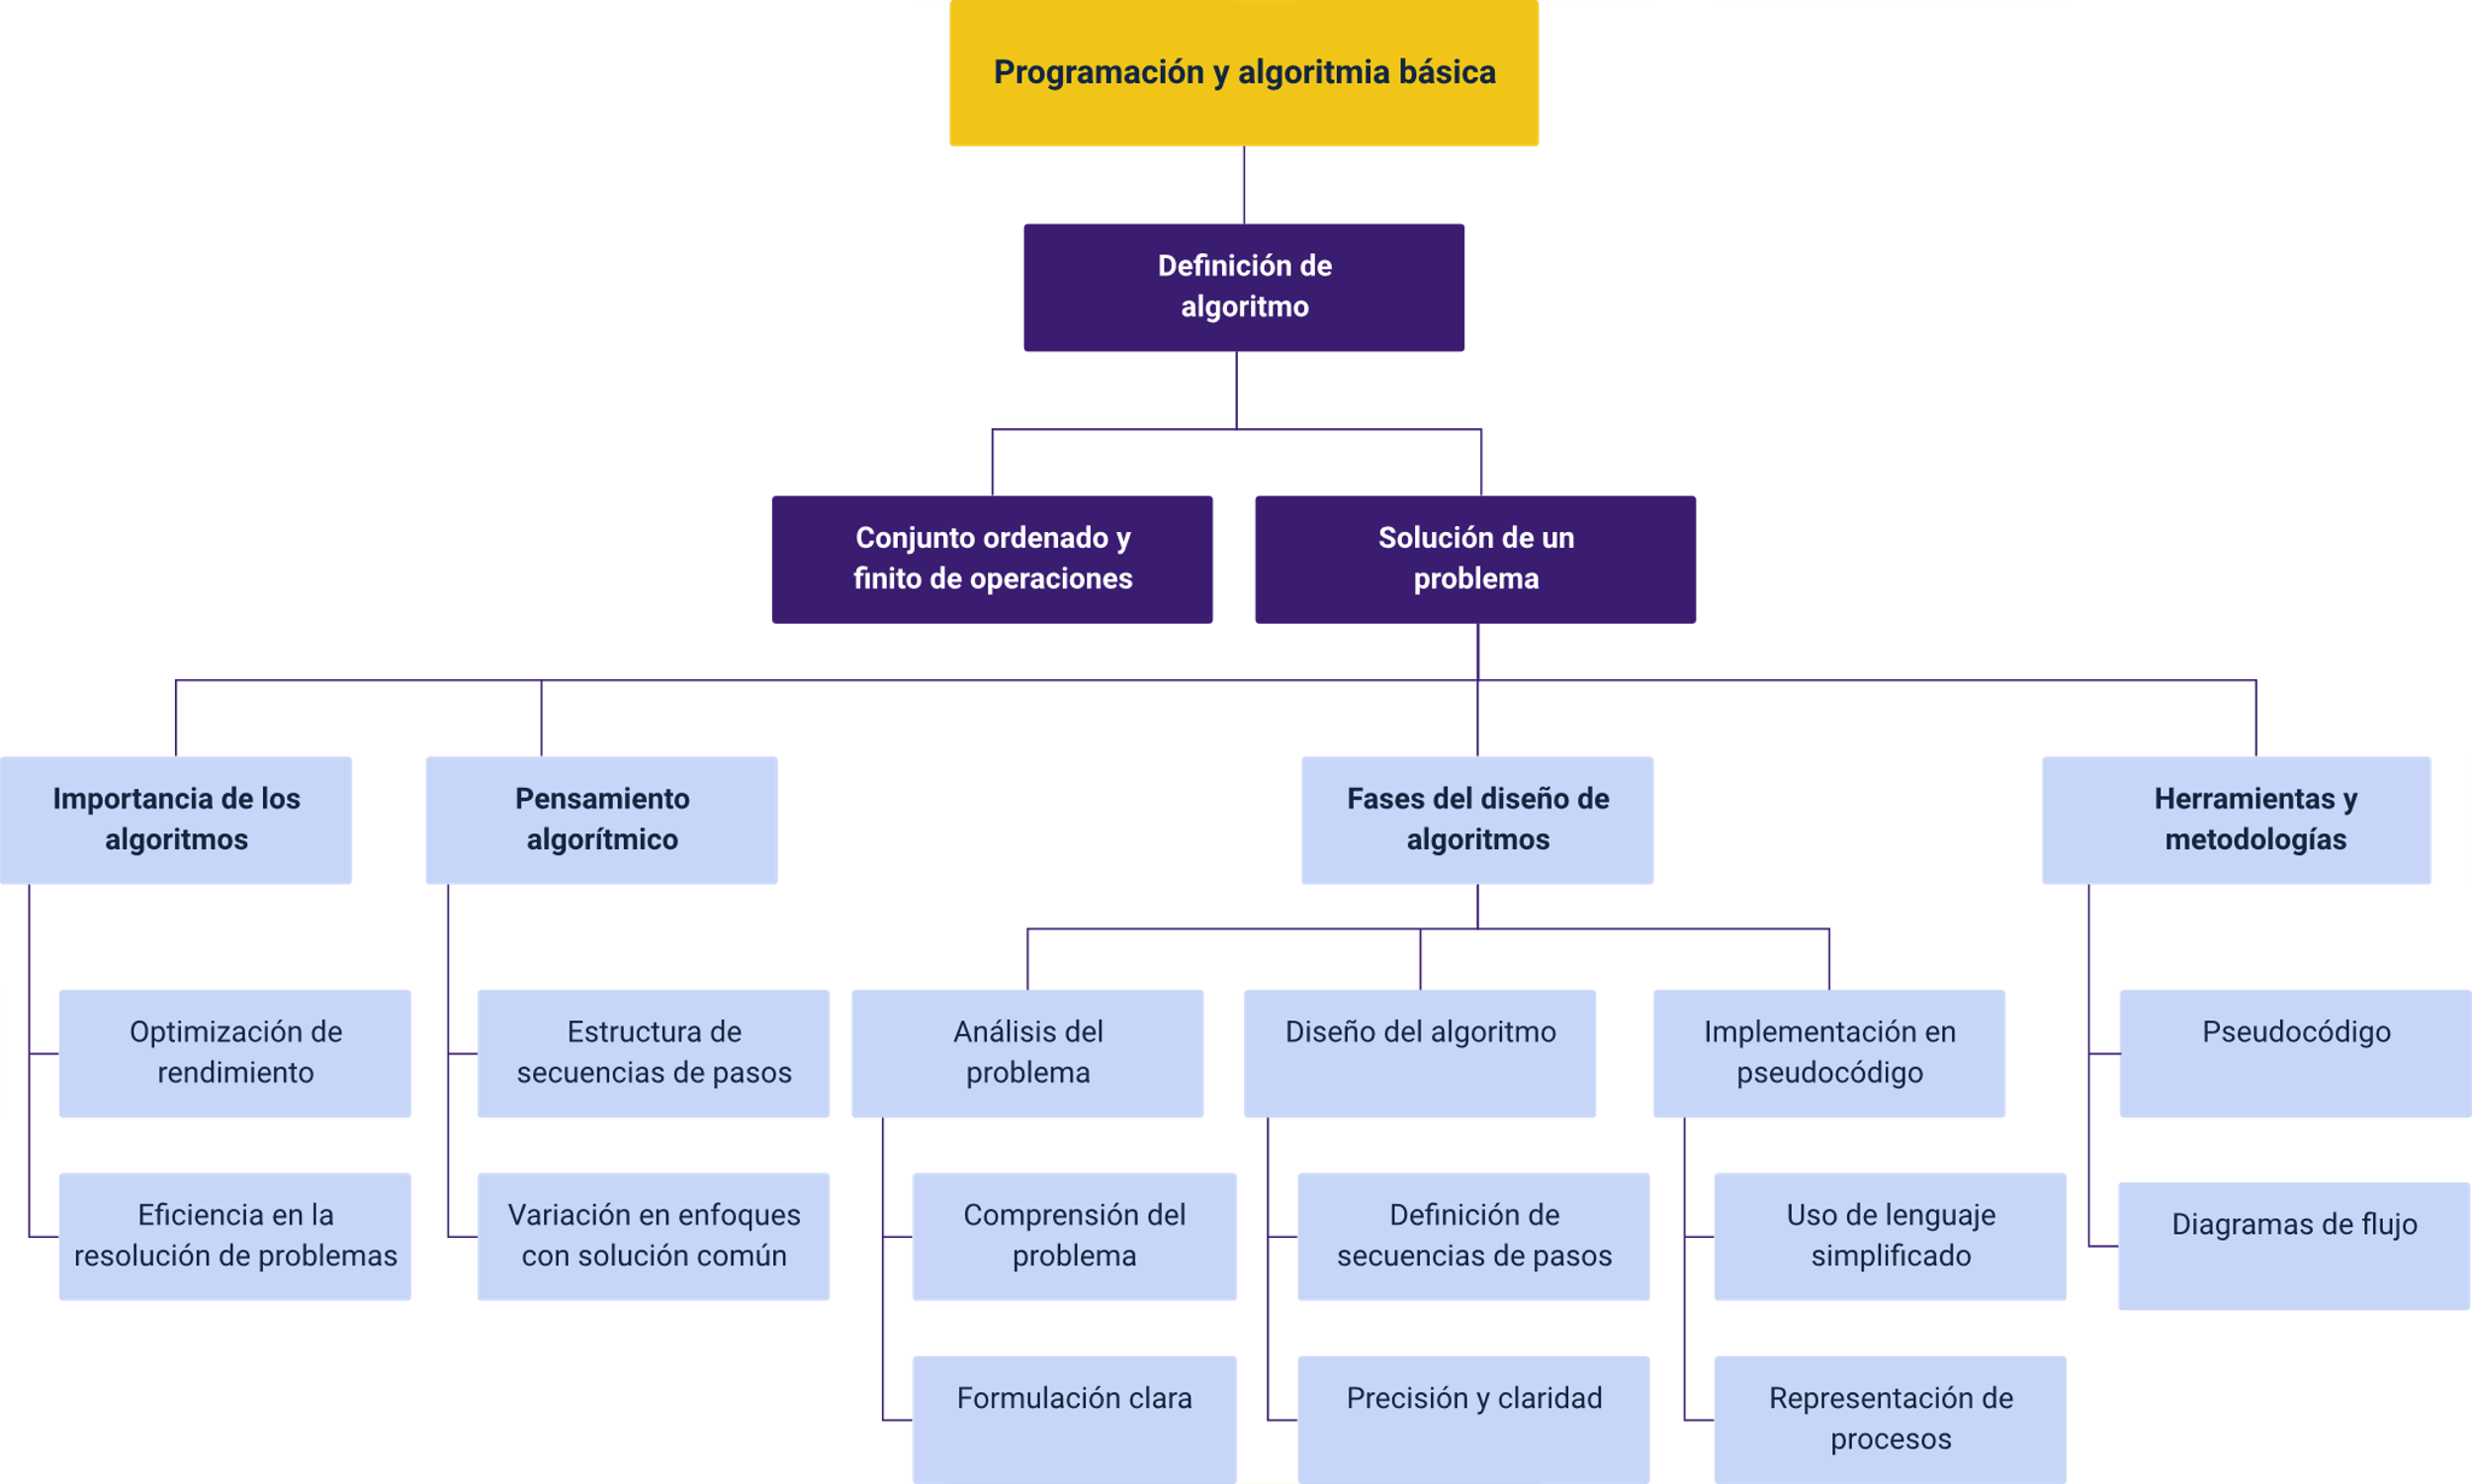 Programación y algoritmia básica
Definición de
algoritmo
Conjunto ordenado y
finito de operaciones
Solución de un
problema
Importancia de los
algoritmos
Pensamiento
algorítmico
Fases del diseño de
algoritmos
Herramientas y
metodologías
Optimización de
rendimiento
Eficiencia en la
resolución de problemas
Estructura de
secuencias de pasos
Variación en enfoques
con solución común
Análisis del
problema
Comprensión del
problema
Formulación clara
Diseño del algoritmo
Definición de
secuencias de pasos
Precisión y claridad
Implementación en
pseudocódigo
Uso de lenguaje
simplificado
Representación de
procesos
Pseudocódigo
Diagramas de flujo